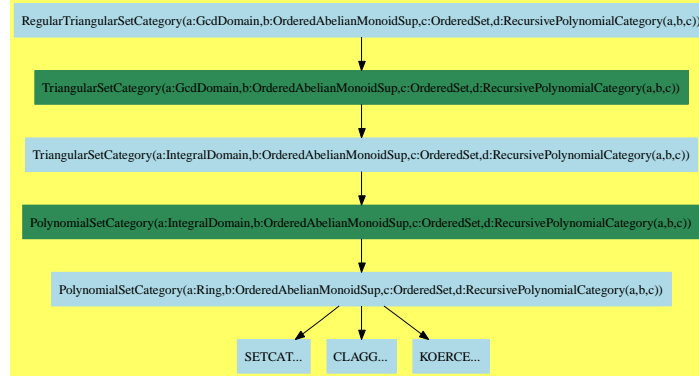 RegularTriangularSetCategory(a:GcdDomain,b:OrderedAbelianMonoidSup,c:OrderedSet,d:RecursivePolynomialCategory(a,b,c))
TriangularSetCategory(a:GcdDomain,b:OrderedAbelianMonoidSup,c:OrderedSet,d:RecursivePolynomialCategory(a,b,c))
TriangularSetCategory(a:IntegralDomain,b:OrderedAbelianMonoidSup,c:OrderedSet,d:RecursivePolynomialCategory(a,b,c))
PolynomialSetCategory(a:IntegralDomain,b:OrderedAbelianMonoidSup,c:OrderedSet,d:RecursivePolynomialCategory(a,b,c))
PolynomialSetCategory(a:Ring,b:OrderedAbelianMonoidSup,c:OrderedSet,d:RecursivePolynomialCategory(a,b,c))
SETCAT... CLAGG... KOERCE...